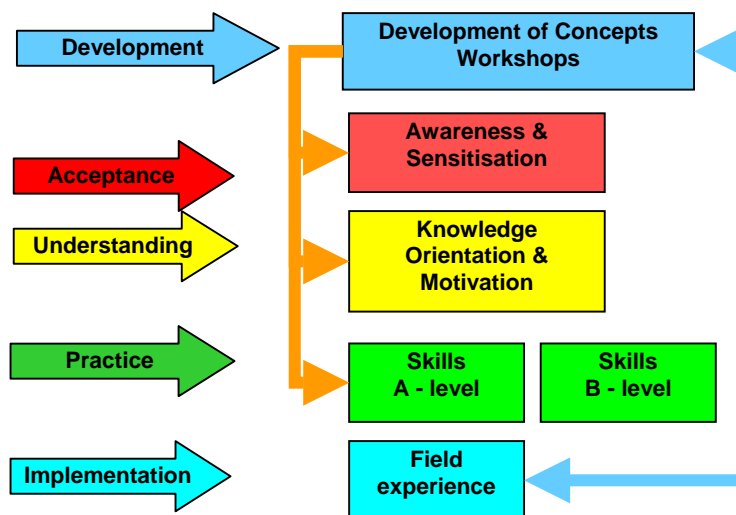 Development
Development of Concepts
Workshops
Awareness &
Sensitisation
Acceptance
Knowledge
Orientation &
Motivation
Understanding
Practice
Skills
A - level
Skills
B - level
Implementation
Field
experience